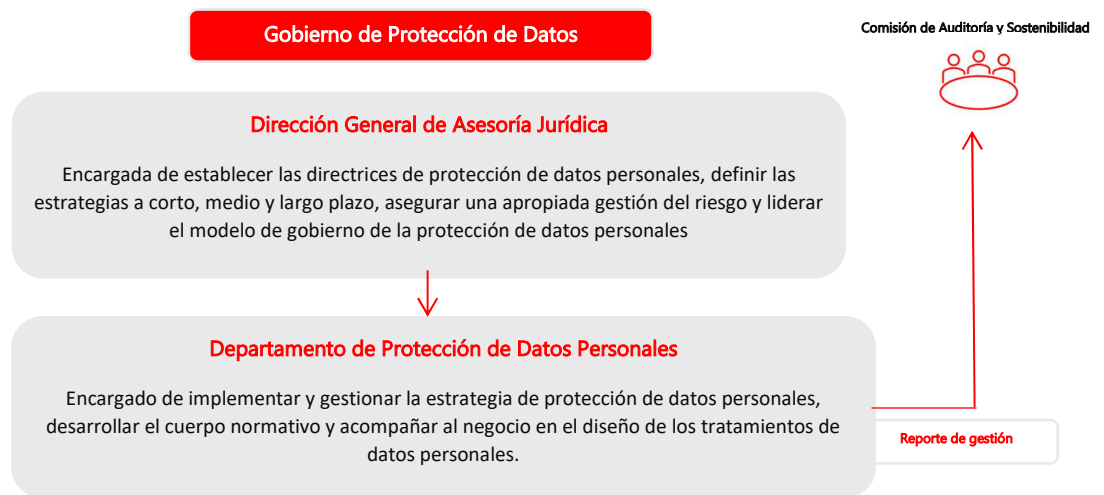 Gobierno de Protección de Datos
Comisión de Auditoría y Sostenibilidad
Dirección General de Asesoría Jurídica
Encargada de establecer las directrices de protección de datos personales, definir las
estrategias a corto, medio y largo plazo, asegurar una apropiada gestión del riesgo y liderar
el modelo de gobierno de la protección de datos personales
Departamento de Protección de Datos Personales
Encargado de implementar y gestionar la estrategia de protección de datos personales,
desarrollar el cuerpo normativo y acompañar al negocio en el diseño de los tratamientos de
datos personales.
Reporte de gestión